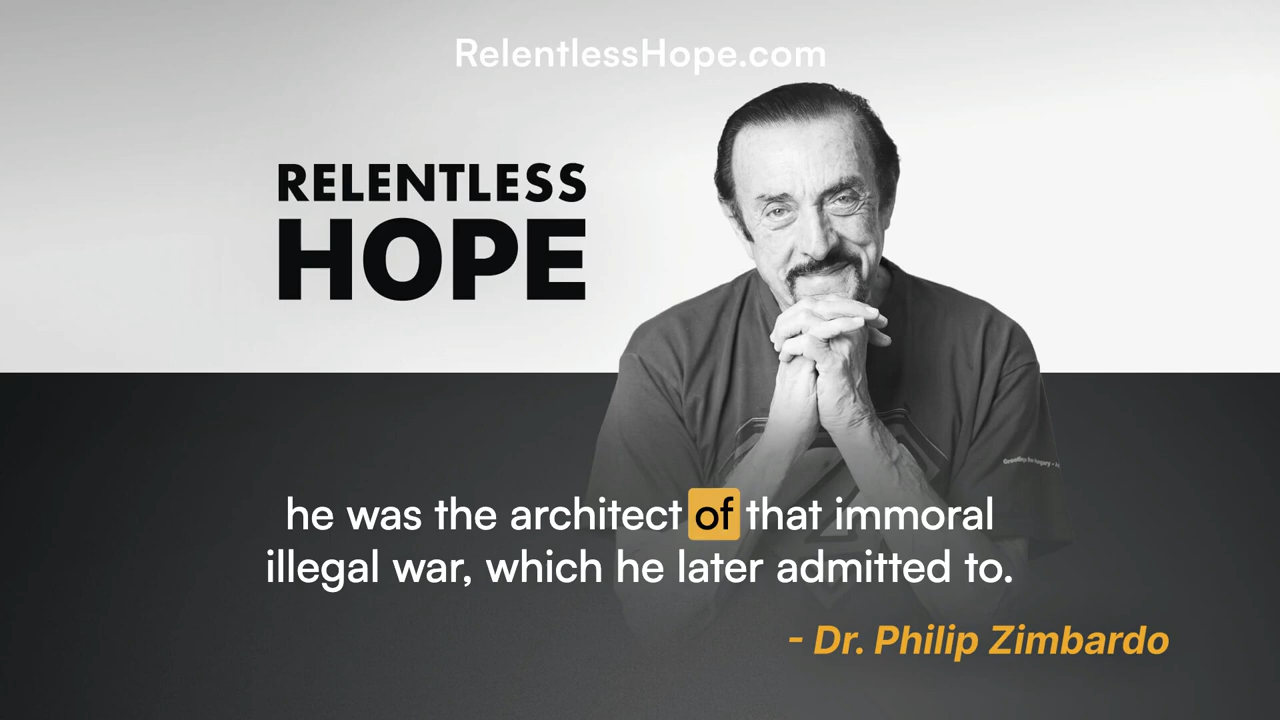 RelentlessHope.com
RELENTLESS
HOPE
he was the architect of that immoral
illegal war, which he later admitted to.
- Dr. Philip Zimbardo